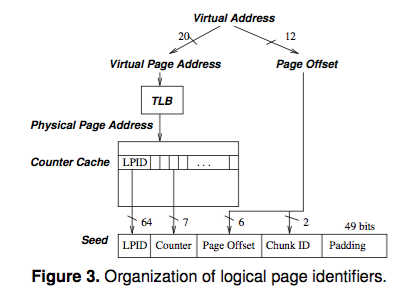 Virtual Address
20 12
Virtual Page Address Page Offset
TLB
Physical Page Address
Counter Cache LPID ...
64 7 6 2 49 bits
Seed LPID Counter Page Offset Chunk ID Padding
Figure 3. Organization of logical page identifiers.